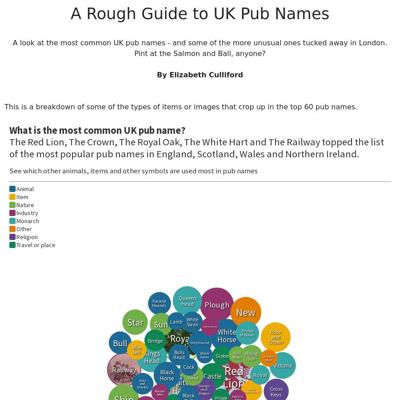 A Rough Guide to UK Pub Names
A look at the most common UK pub names - and some of the more unusual ones tucked away in London.
Pint at the Salmon and Ball, anyone?
By Elizabeth Culliford
This is a breakdown of some of the types of items or images that crop up in the top 60 pub names.
What is the most common UK pub name?
The Red Lion, The Crown, The Royal Oak, The White Hart and The Railway topped the list
of the most popular pub names in England, Scotland, Wales and Northern Ireland.
See which other animals, items and other symbols are used most in pub names
Animal
Item
Nature
Industry
Monarch
Other
Religion
Travel or place
Queens
Head
Plough
New
Star
Sun
Lamb
White
Swan
White
Horse
Bull
Bridge
Royal
Kings
Head
Bulls
Head
Globe
Victoria
Railway
Black
Horse
Cock
Castle
Red
Lion
Royal
Cross
Keys
Ship